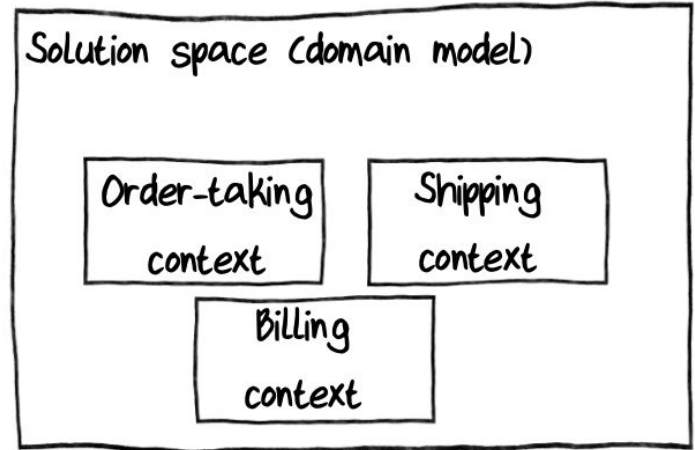 Solution space (domain model)
Order-taking
context
Shipping
context
Billing
context